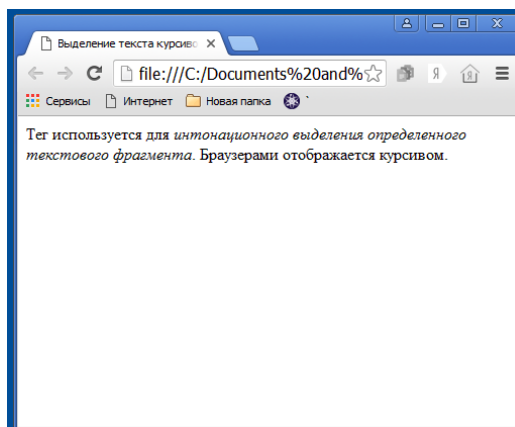 Выделение текста курсиво
file:///C:/Documents%20and%
Я
Я
Сервисы Интернет Новая папка `
Тег используется для интонационного выделения определенного
текстового фрагмента. Браузерами отображается курсивом.